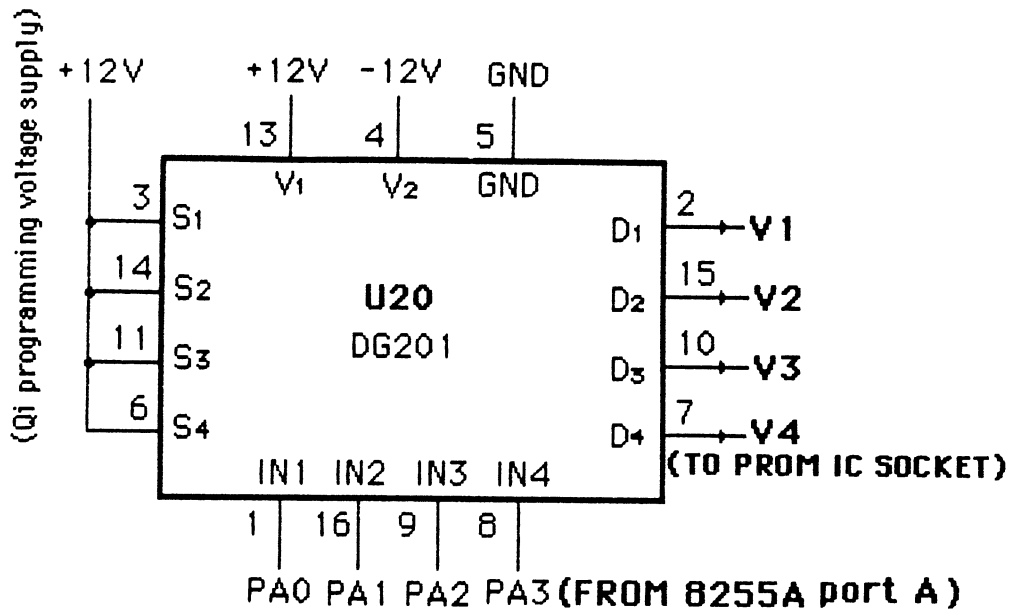 (Qi programming voltage supply)
+12V +12V -12V GND
13 4 5
V1 V2 GND
3 S1 D1 2 V1
14 S2 D2 15 V2
U20
DG201
11 S3 D3 10 V3
6 S4 D4 7 V4
(TO PROM IC SOCKET)
IN1 IN2 IN3 IN4
1 16 9 8
PA0 PA1 PA2 PA3 (FROM 8255A port A)